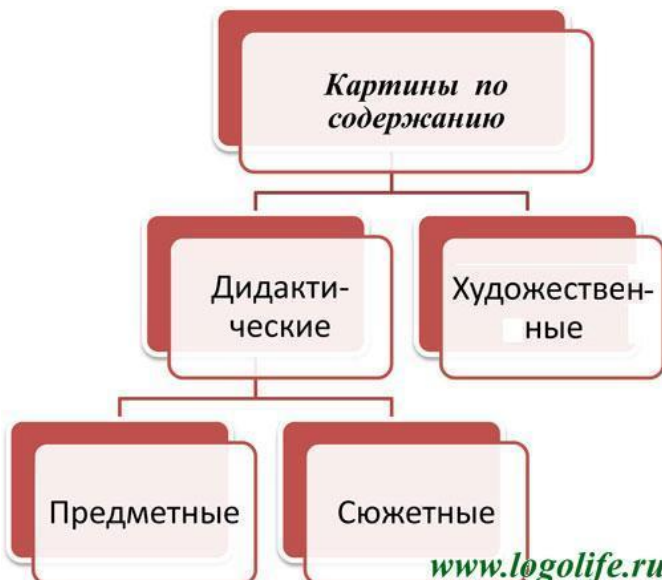 Картины по
содержанию
Дидакти-
ческие
Художествен-
ные
Предметные
Сюжетные
www.logolife.ru